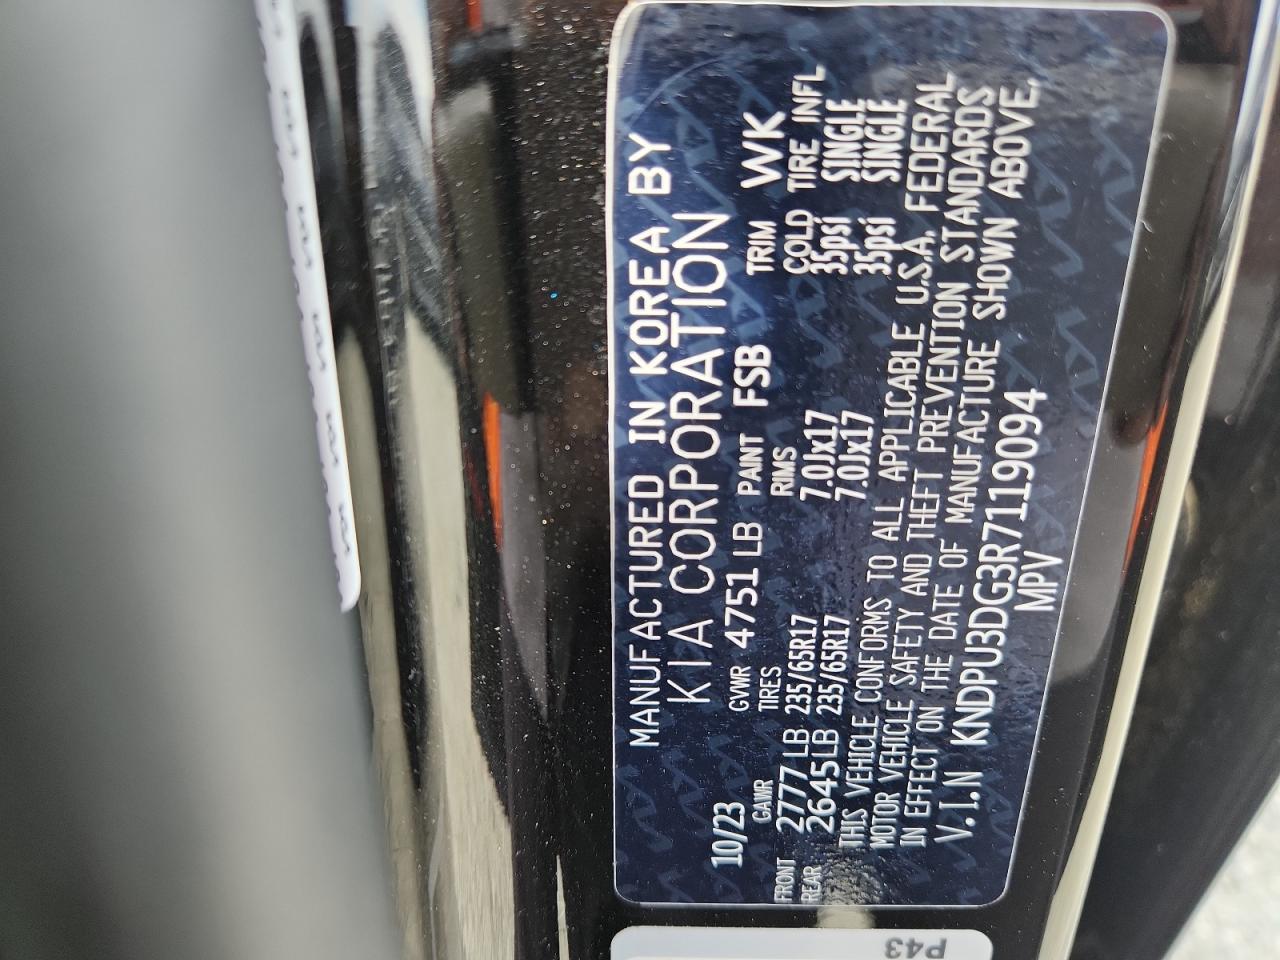 MANUFACTURED IN KOREA BY
KIA CORPORATION
10/23 GVWR 4751 LB PAINT FSB TRIM WK
GAWR TIRES RIMS COLD TIRE INFL
FRONT 2777 LB 235/65R17 7.0Jx17 35psi SINGLE
REAR 2645 LB 235/65R17 7.0Jx17 35psi SINGLE
THIS VEHICLE CONFORMS TO ALL APPLICABLE U.S.A. FEDERAL
MOTOR VEHICLE SAFETY AND THEFT PREVENTION STANDARDS
IN EFFECT ON THE DATE OF MANUFACTURE SHOWN ABOVE.
V.I.N KNDPU3DG3R7119094
MPV
P43